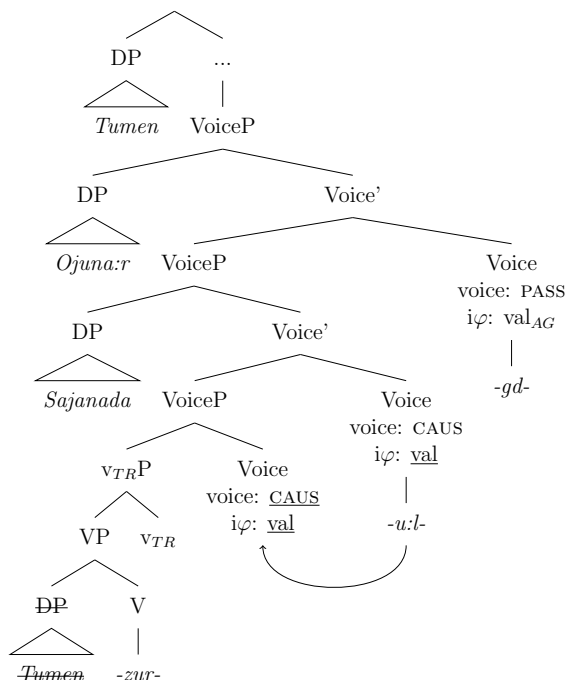 DP ...
Tumen VoiceP
DP Voice'
Ojuna:r VoiceP Voice
voice: PASS
iφ: val_AG
DP Voice' -gd-
Sajanada VoiceP Voice
voice: CAUS
iφ: val
v_TRP Voice
voice: CAUS
iφ: val -u:l-
VP v_TR
DP V
Tumen -zur-